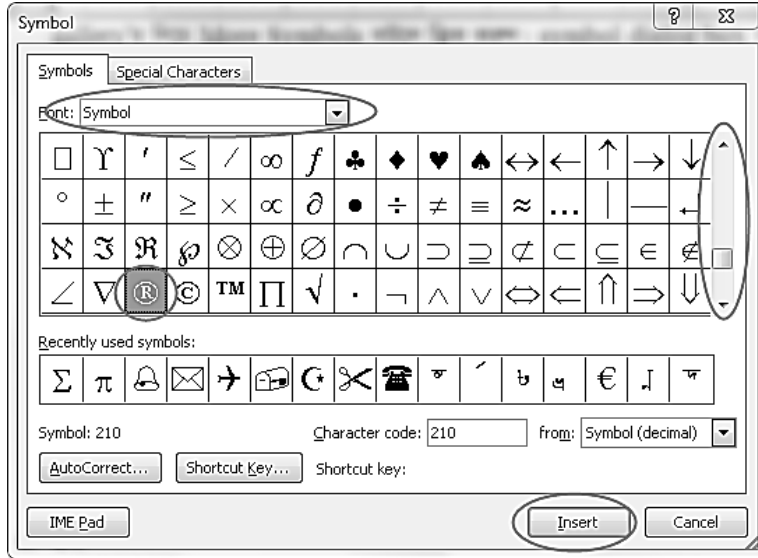 Symbol
Symbols Special Characters
Font: Symbol
□ ϒ ′ ≤ ⁄ ∞ ƒ ♣ ♦ ♥ ♠ ↔ ← ↑ → ↓
° ± ″ ≥ × ∝ ∂ • ÷ ≠ ≡ ≈ … | — ↵
ℵ ℑ ℜ ℘ ⊗ ⊕ ∅ ∩ ∪ ⊃ ⊇ ⊄ ⊂ ⊆ ∈ ∉
∠ ∇ ® © ™ ∏ √ · ¬ ∧ ∨ ⇔ ⇐ ⇑ ⇒ ⇓
Recently used symbols:
Σ π ✉ ✈ ☪ ✂ ☎ €
Symbol: 210 Character code: 210 from: Symbol (decimal)
AutoCorrect... Shortcut Key... Shortcut key:
IME Pad Insert Cancel